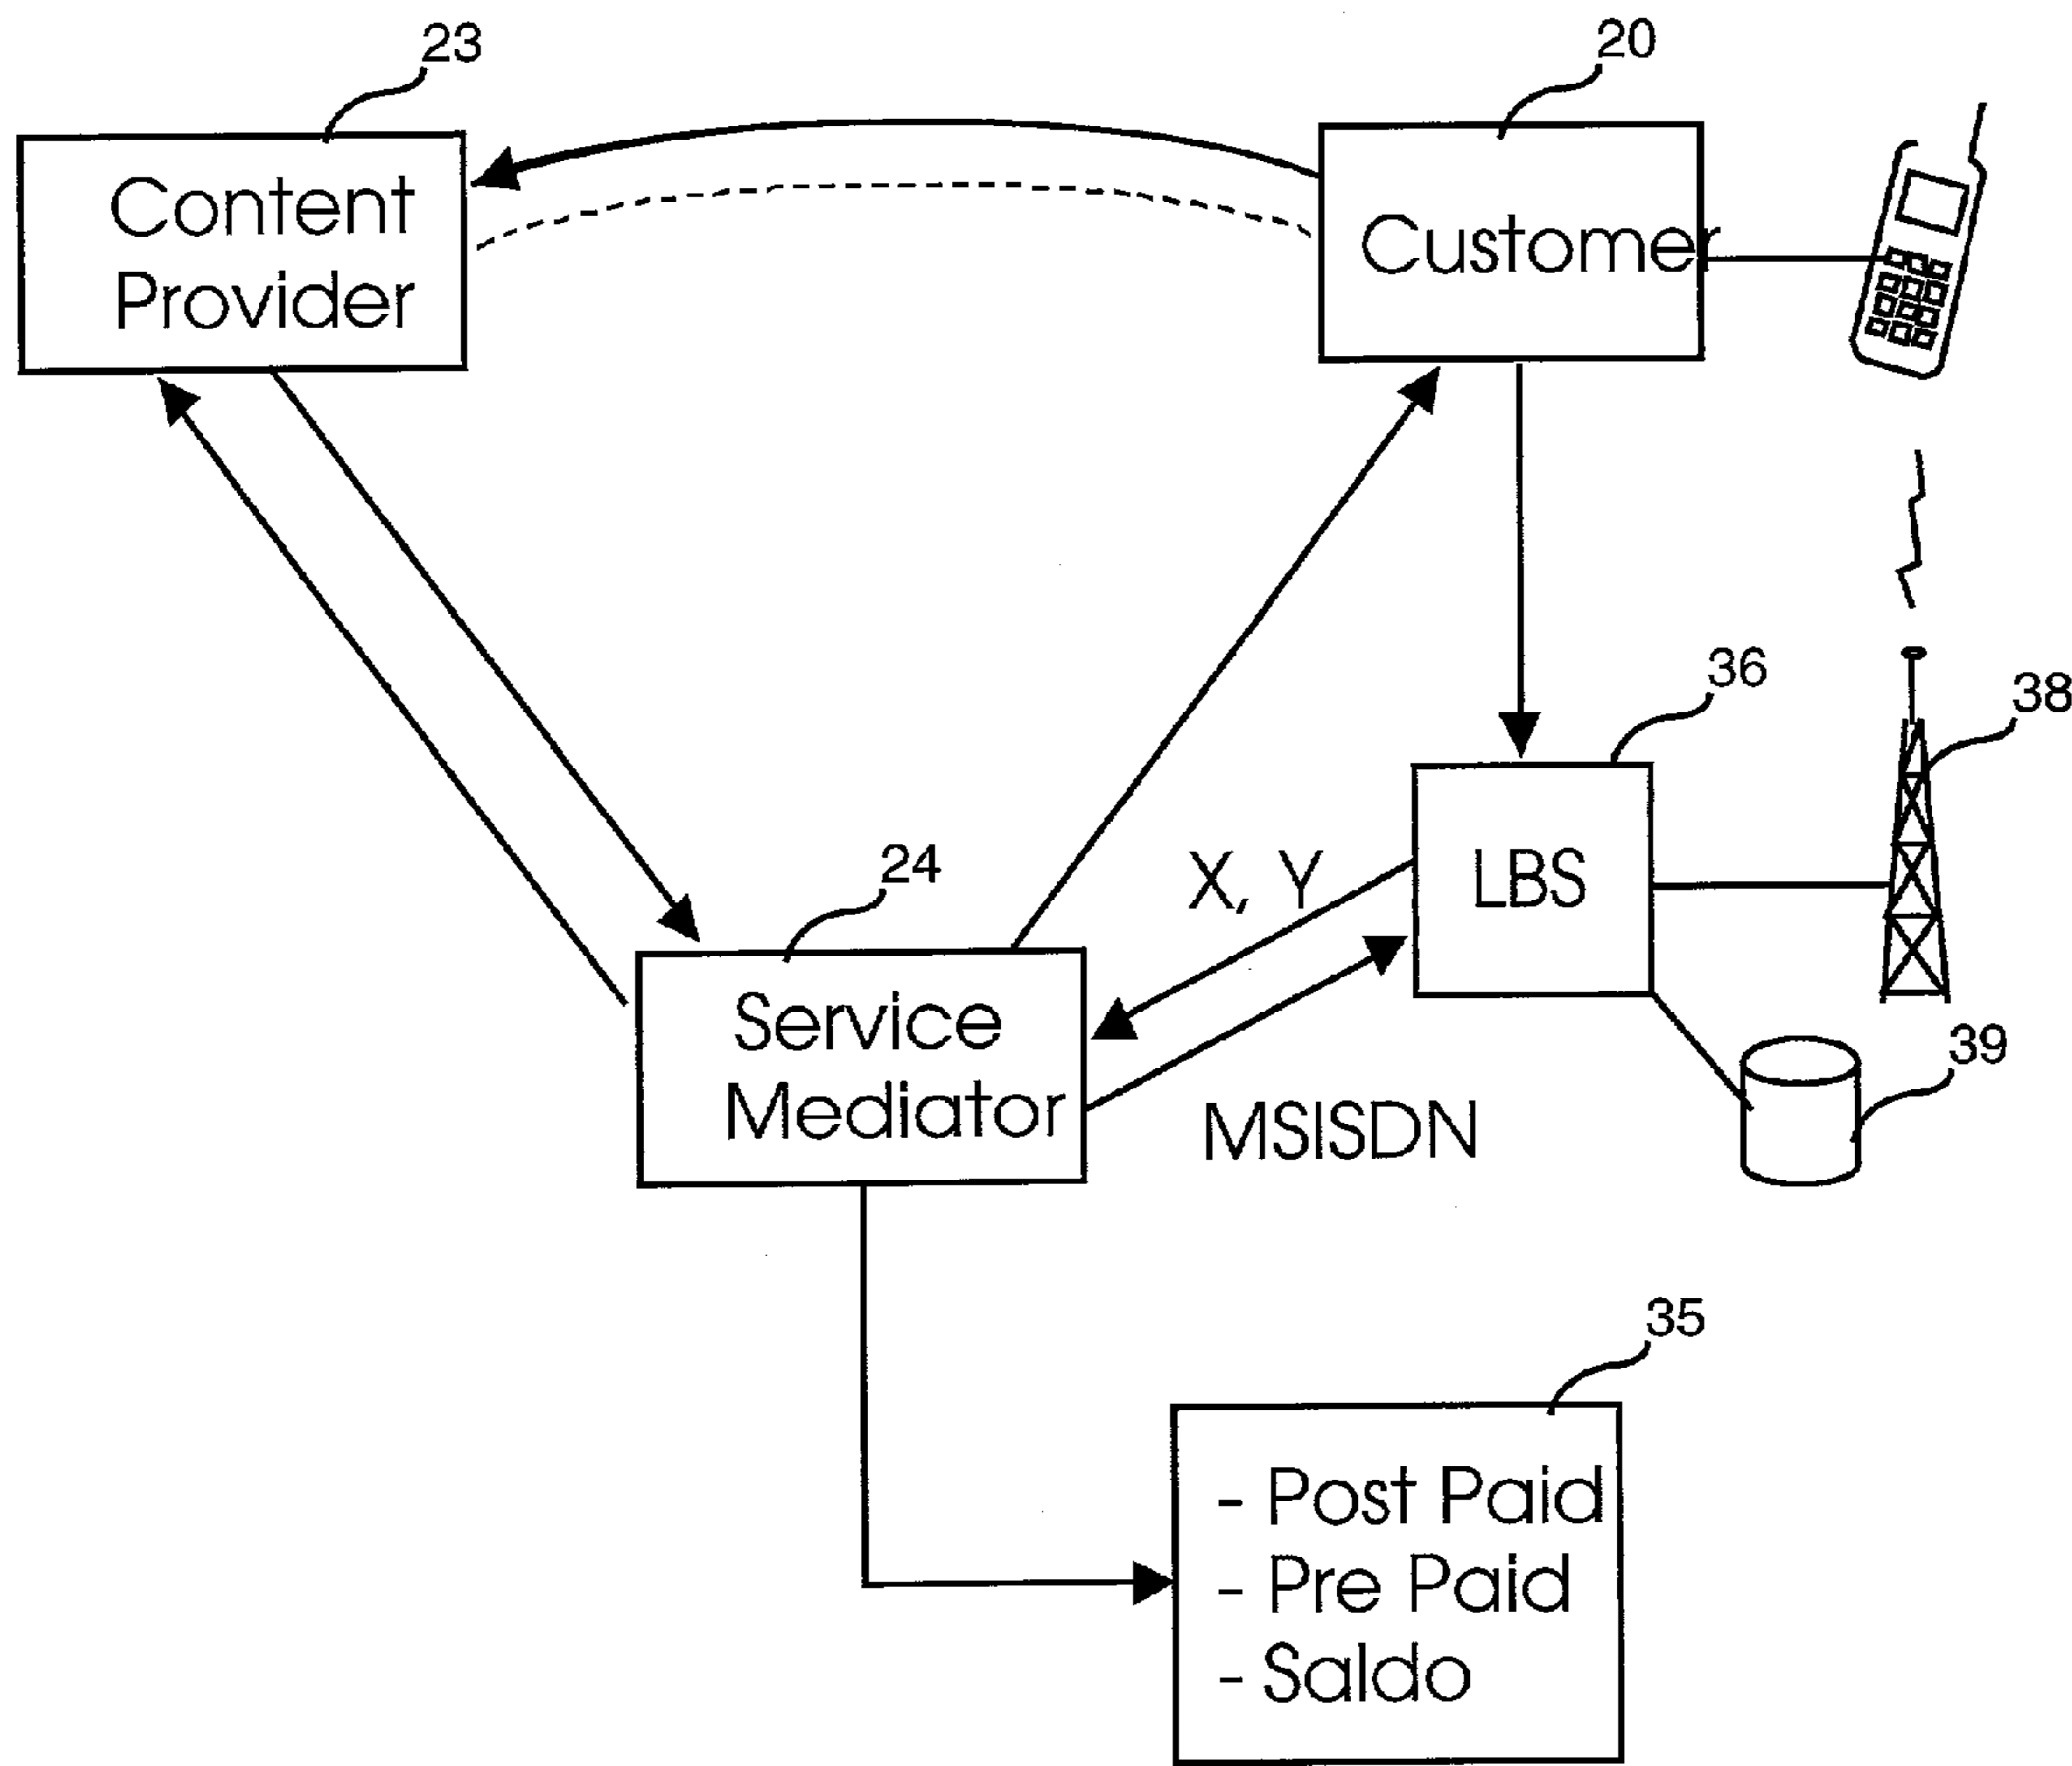 23
20
Content
Provider
Customer
36
38
24
X, Y
LBS
Service
Mediator
39
MSISDN
35
- Post Paid
- Pre Paid
- Saldo